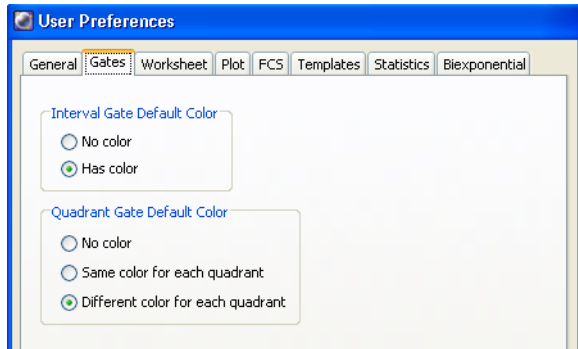 User Preferences
General Gates Worksheet Plot FCS Templates Statistics Biexponential
Interval Gate Default Color
No color
Has color
Quadrant Gate Default Color
No color
Same color for each quadrant
Different color for each quadrant